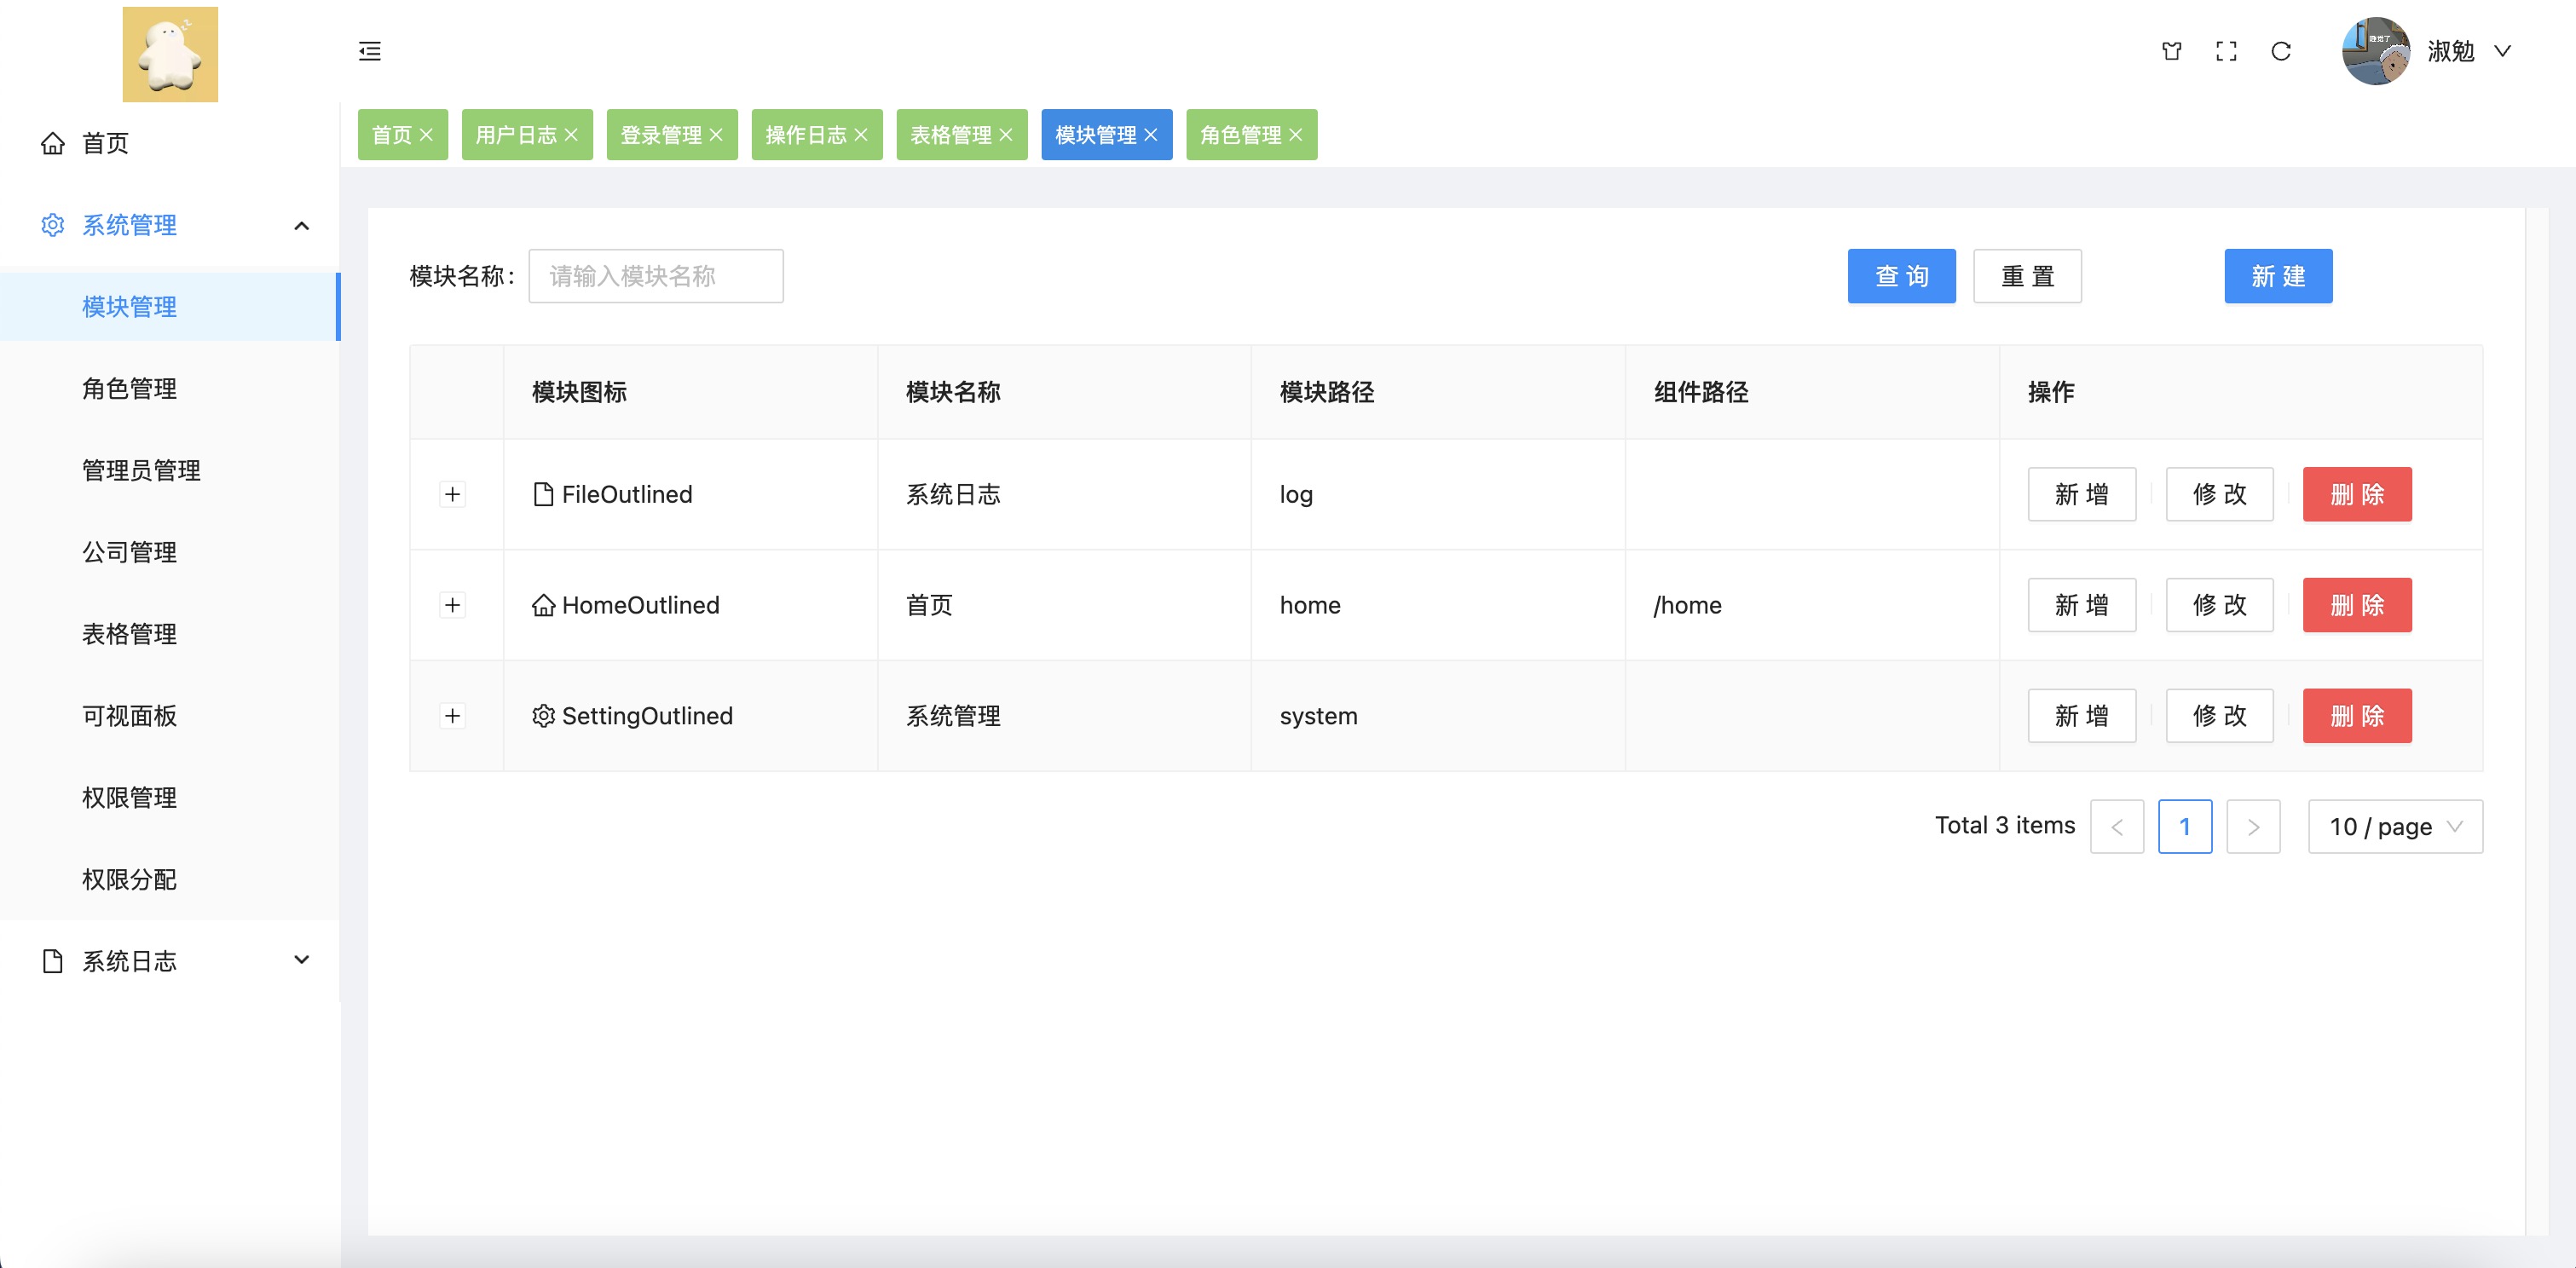 淑勉
首页 用户日志 登录管理 操作日志 表格管理 模块管理 角色管理
首页
系统管理
模块管理
角色管理
管理员管理
公司管理
表格管理
可视面板
权限管理
权限分配
系统日志
模块名称: 请输入模块名称 查 询 重 置 新 建
模块图标 模块名称 模块路径 组件路径 操作
FileOutlined 系统日志 log 新 增 修 改 删 除
HomeOutlined 首页 home /home 新 增 修 改 删 除
SettingOutlined 系统管理 system 新 增 修 改 删 除
Total 3 items 1 10 / page